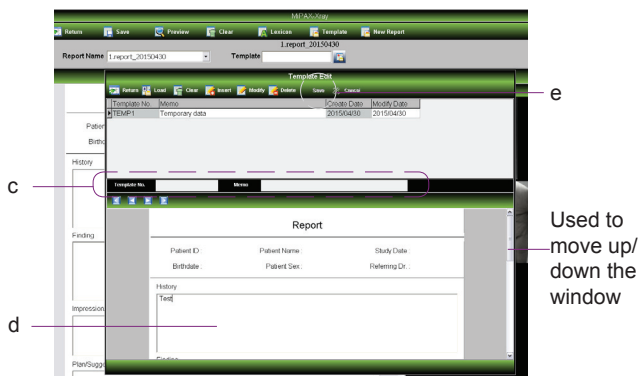 MiPAX-Xray
Return Save Preview Clear Lexicon Template New Report
1.report_20150430
Report Name 1.report_20150430 Template
Template Edit
Return Load Clear Insert Modify Delete Save Cancel
e
Template No. Memo Create Date Modify Date
TEMP1 Temporary data 2015/04/30 2015/04/30
Patien
Birthd
History
c
Template No. Memo
Report
Finding
Patient ID : Patient Name : Study Date :
Birthdate : Patient Sex : Referring Dr. :
Used to
move up/
down the
window
History
Test
Impression
d
Finding
Plan/Sugge